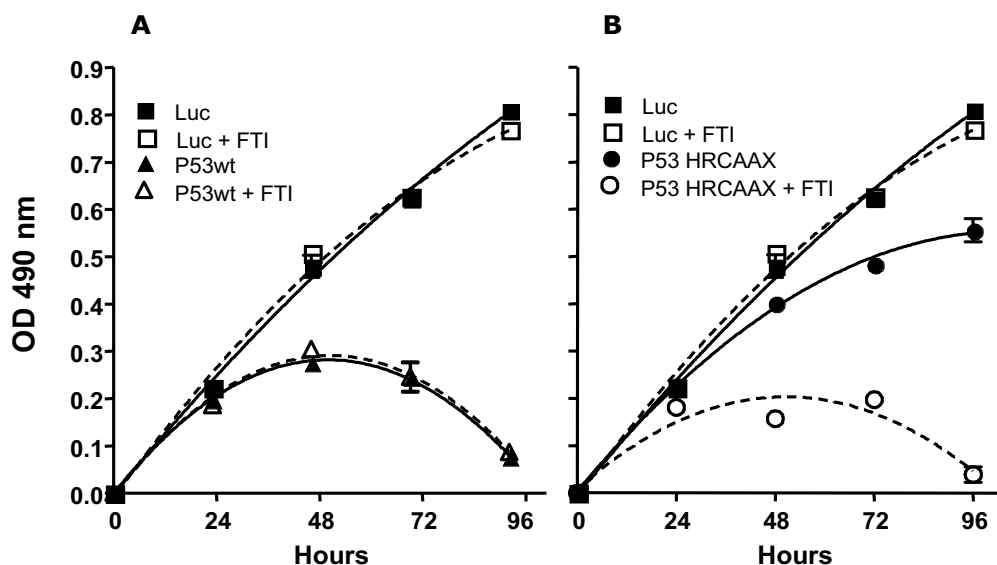 A
B
OD 490 nm
0.9
0.8
0.7
0.6
0.5
0.4
0.3
0.2
0.1
0.0
Luc
Luc + FTI
P53wt
P53wt + FTI
0 24 48 72 96
Hours
Luc
Luc + FTI
P53 HRCAAX
P53 HRCAAX + FTI
0 24 48 72 96
Hours